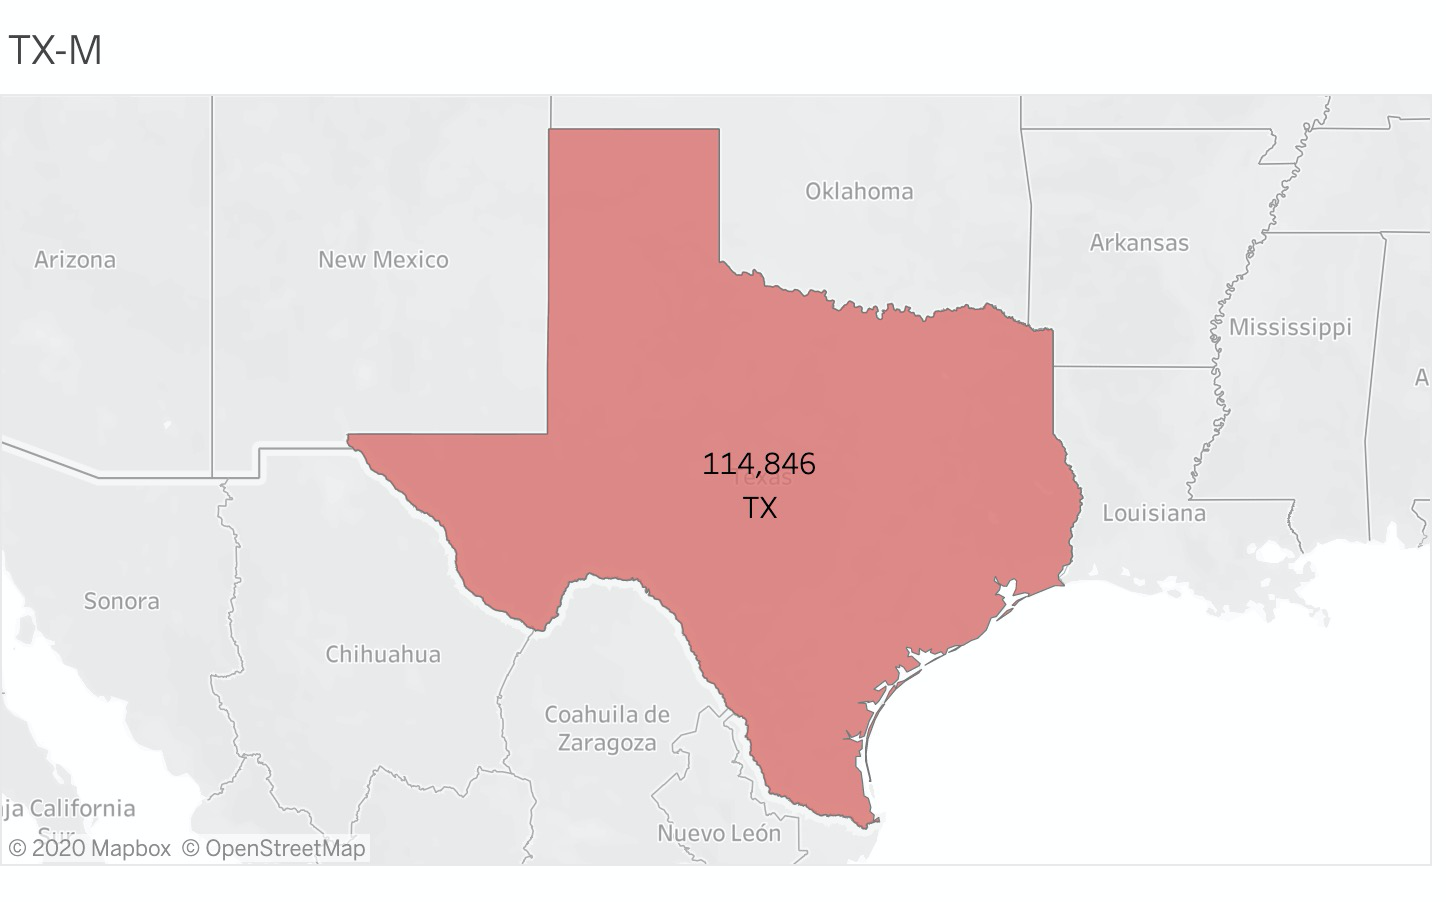 TX-M
Oklahoma
Arkansas
Arizona
New Mexico
Mississippi
A
114,846
Texas
TX
Louisiana
Sonora
Chihuahua
Coahuila de
Zaragoza
ja California
Sur
Nuevo León
© 2020 Mapbox © OpenStreetMap